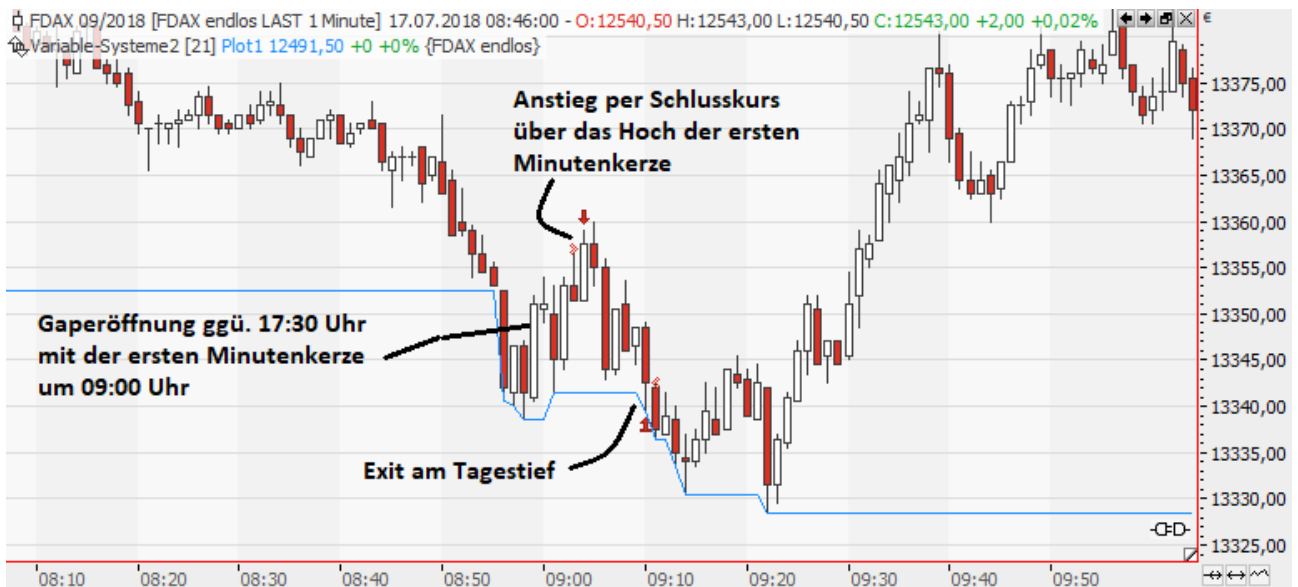 FDAX 09/2018 [FDAX endlos LAST 1 Minute] 17.07.2018 08:46:00 - O:12540,50 H:12543,00 L:12540,50 C:12543,00 +2,00 +0,02% €
Variable-Systeme2 [21] Plot1 12491,50 +0 +0% {FDAX endlos}
Anstieg per Schlusskurs
über das Hoch der ersten
Minutenkerze
Gaperöffnung ggü. 17:30 Uhr
mit der ersten Minutenkerze
um 09:00 Uhr
Exit am Tagestief
13375,00
13370,00
13365,00
13360,00
13355,00
13350,00
13345,00
13340,00
13335,00
13330,00
13325,00
08:10 08:20 08:30 08:40 08:50 09:00 09:10 09:20 09:30 09:40 09:50